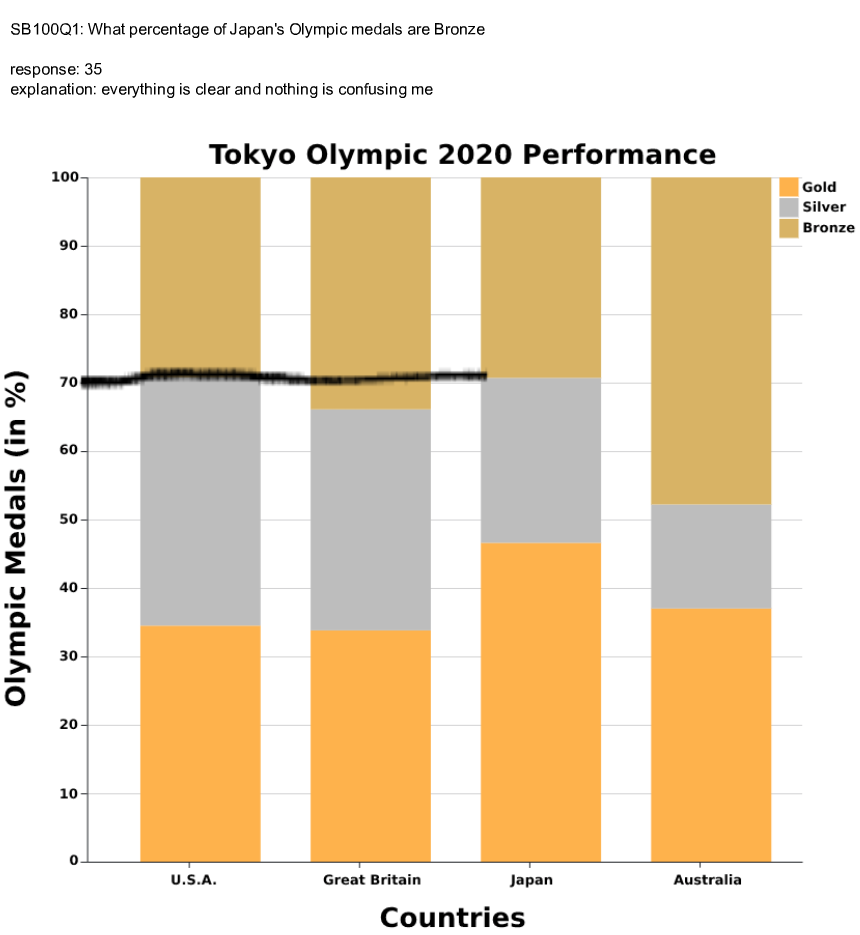 SB100Q1: What percentage of Japan's Olympic medals are Bronze
response: 35
explanation: everything is clear and nothing is confusing me
Tokyo Olympic 2020 Performance
Gold
Silver
Bronze
100
90
80
70
60
50
40
30
20
10
0
Olympic Medals (in %)
U.S.A. Great Britain Japan Australia
Countries